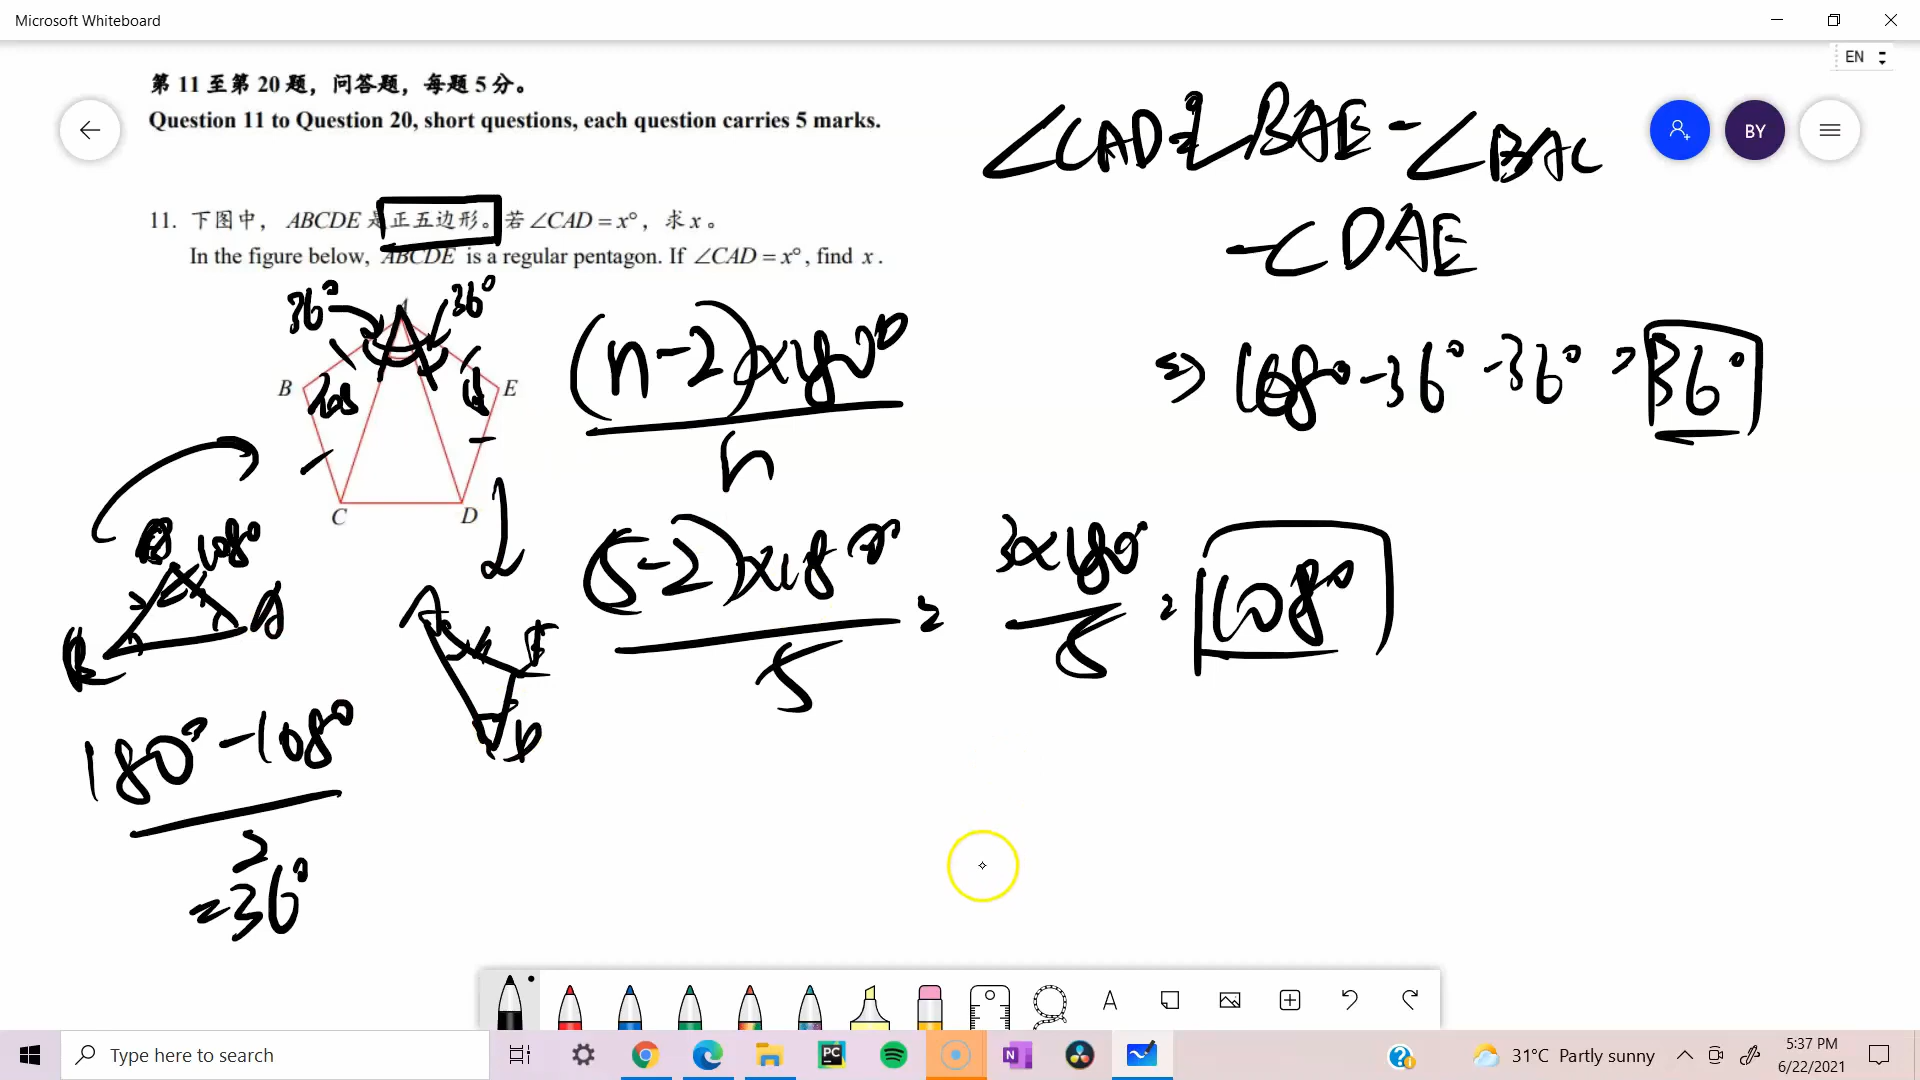 Microsoft Whiteboard
EN
第 11 至第 20 题，问答题，每题 5 分。
Question 11 to Question 20, short questions, each question carries 5 marks.
BY
∠CAD = ∠BAE - ∠BAC
- ∠DAE
11. 下图中， ABCDE 是正五边形。若 ∠CAD = x°，求 x 。
In the figure below, ABCDE is a regular pentagon. If ∠CAD = x°, find x .
36° A 36°
B 108 E
C D
(n-2)×180°
n
⇒ 108° - 36° - 36° = 36°
(5-2)×180° = 3×180° = 108°
5 5
B 108°
A
A E
D
180° - 108°
2
= 36°
A
Type here to search
PC
N
31°C Partly sunny
5:37 PM
6/22/2021